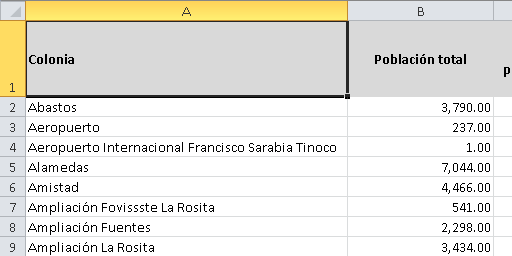 A B
1 Colonia Población total p
2 Abastos 3,790.00
3 Aeropuerto 237.00
4 Aeropuerto Internacional Francisco Sarabia Tinoco 1.00
5 Alamedas 7,044.00
6 Amistad 4,466.00
7 Ampliación Fovissste La Rosita 541.00
8 Ampliación Fuentes 2,298.00
9 Ampliación La Rosita 3,434.00